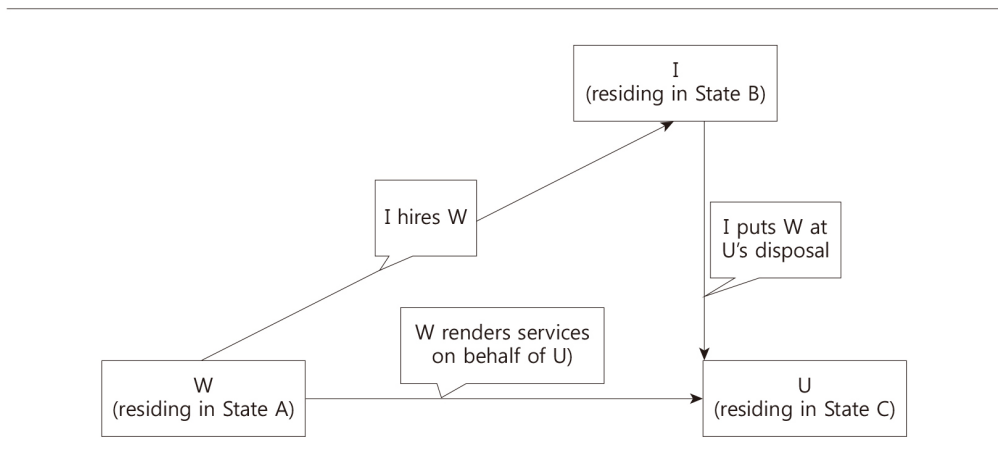 I
(residing in State B)
I hires W
I puts W at
U's disposal
W renders services
on behalf of U)
W
(residing in State A)
U
(residing in State C)